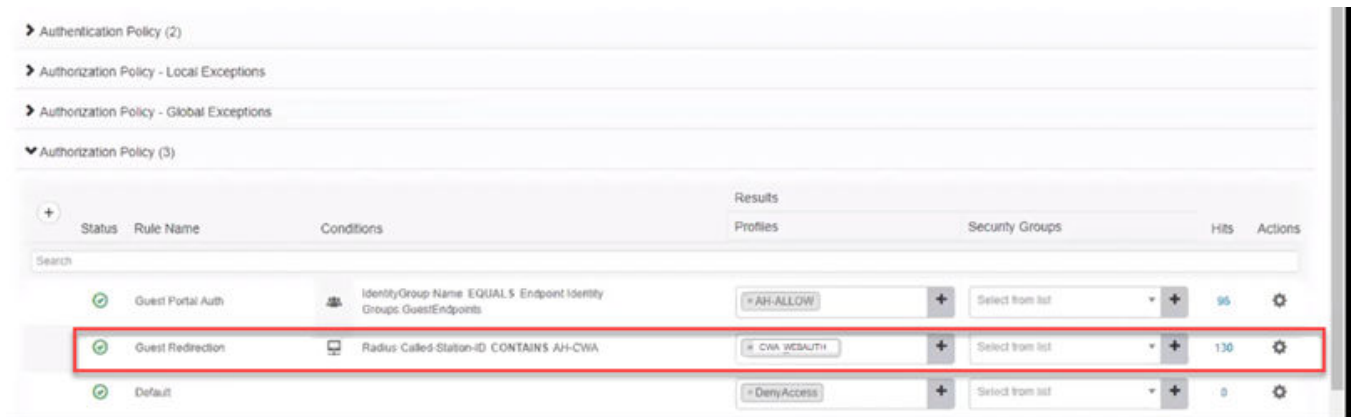 Authentication Policy (2)
Authorization Policy - Local Exceptions
Authorization Policy - Global Exceptions
Authorization Policy (3)
Results
Status Rule Name Conditions Profiles Security Groups Hits Actions
Search
Guest Portal Auth IdentityGroup Name EQUALS Endpoint Identity Groups:GuestEndpoints × AH-ALLOW Select from list 95
Guest Redirection Radius Called-Station-ID CONTAINS AH-CWA × CWA_WEBAUTH Select from list 130
Default × DenyAccess Select from list 0